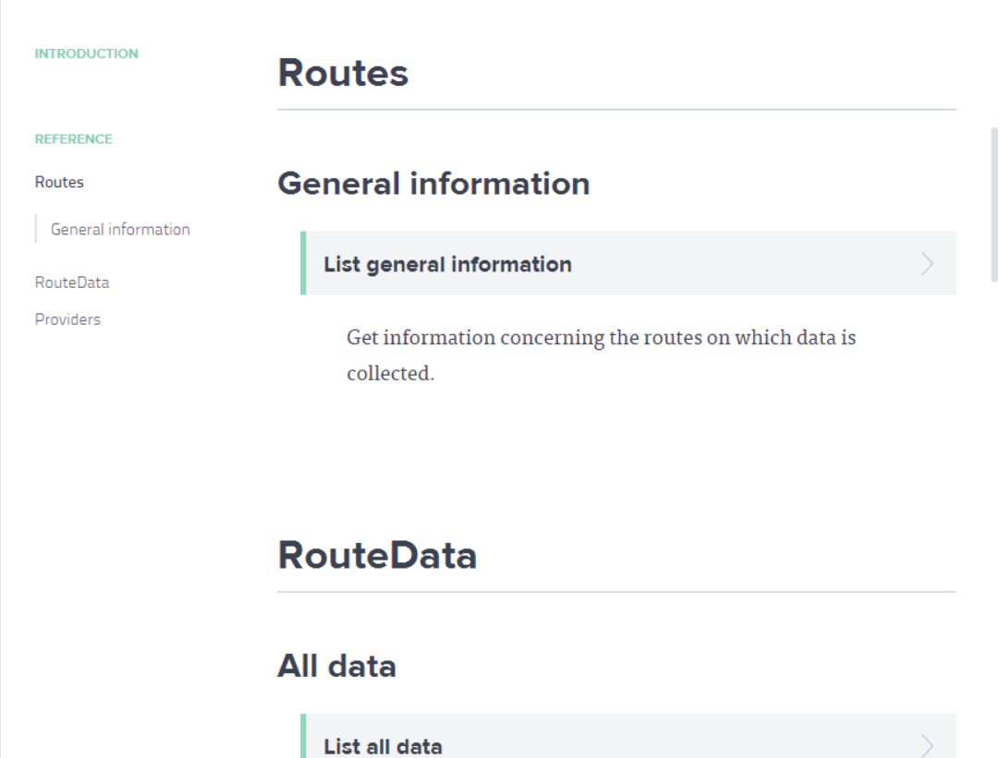 INTRODUCTION
REFERENCE
Routes
General information
RouteData
Providers
Routes
General information
List general information
Get information concerning the routes on which data is
collected.
RouteData
All data
List all data